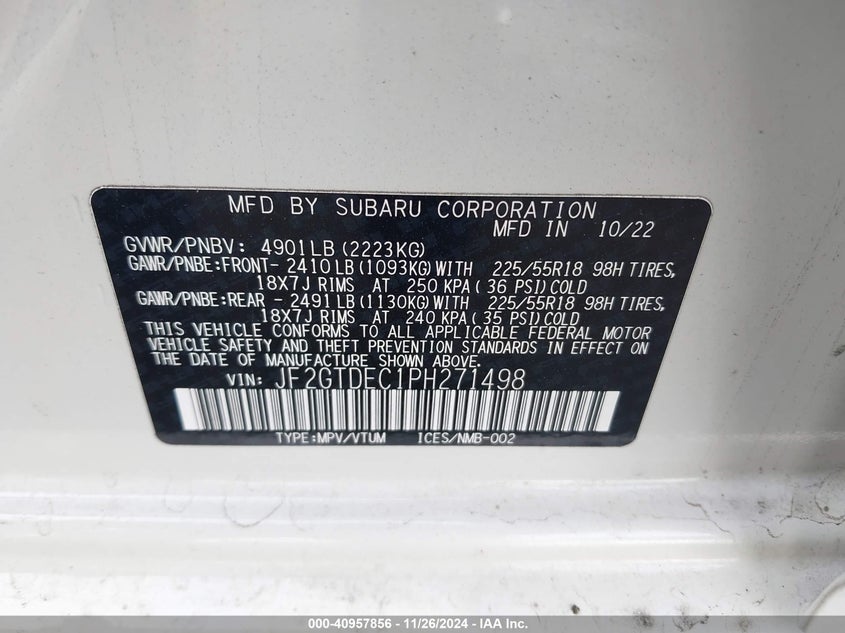 MFD BY SUBARU CORPORATION
MFD IN 10/22
GVWR/PNBV: 4901LB (2223KG)
GAWR/PNBE:FRONT- 2410LB (1093KG) WITH 225/55R18 98H TIRES,
18X7J RIMS AT 250 KPA ( 36 PSI) COLD
GAWR/PNBE:REAR - 2491LB (1130KG) WITH 225/55R18 98H TIRES,
18X7J RIMS AT 240 KPA ( 35 PSI) COLD
THIS VEHICLE CONFORMS TO ALL APPLICABLE FEDERAL MOTOR
VEHICLE SAFETY AND THEFT PREVENTION STANDARDS IN EFFECT ON
THE DATE OF MANUFACTURE SHOWN ABOVE.
VIN: JF2GTDEC1PH271498
TYPE:MPV/VTUM ICES/NMB-002
000-40957856 - 11/26/2024 - IAA Inc.